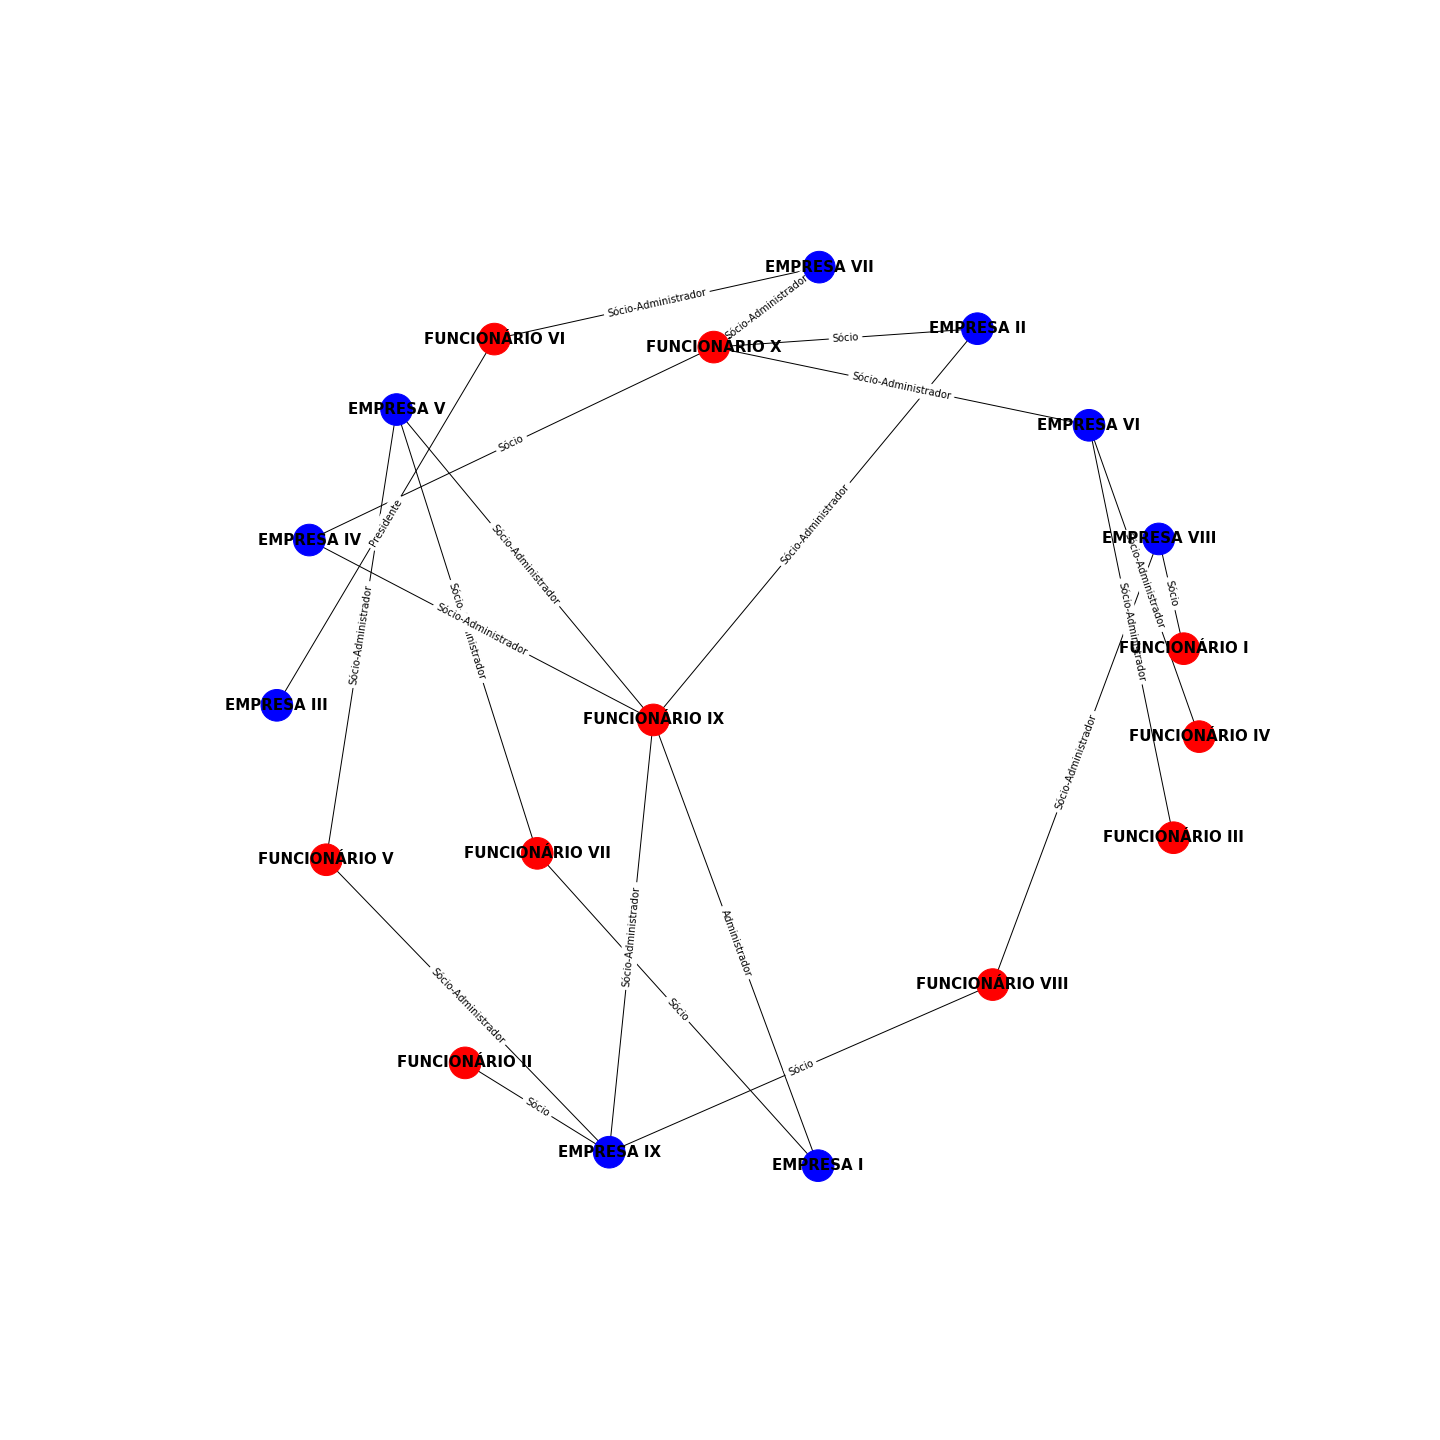 EMPRESA VII
Sócio-Administrador
Sócio-Administrador
EMPRESA II
FUNCIONÁRIO VI
Sócio
FUNCIONÁRIO X
Sócio-Administrador
EMPRESA V
EMPRESA VI
Sócio
Presidente
Sócio-Administrador
EMPRESA VIII
EMPRESA IV
Sócio-Administrador
Sócio-Administrador
Sócio
Sócio
Sócio-Administrador
Sócio-Administrador
Sócio-Administrador
Sócio-Administrador
FUNCIONÁRIO I
ministrador
EMPRESA III
FUNCIONÁRIO IX
FUNCIONÁRIO IV
Sócio-Administrador
FUNCIONÁRIO III
FUNCIONÁRIO V
FUNCIONÁRIO VII
Sócio-Administrador
Administrador
FUNCIONÁRIO VIII
Sócio-Administrador
Sócio
FUNCIONÁRIO II
Sócio
Sócio
EMPRESA IX
EMPRESA I